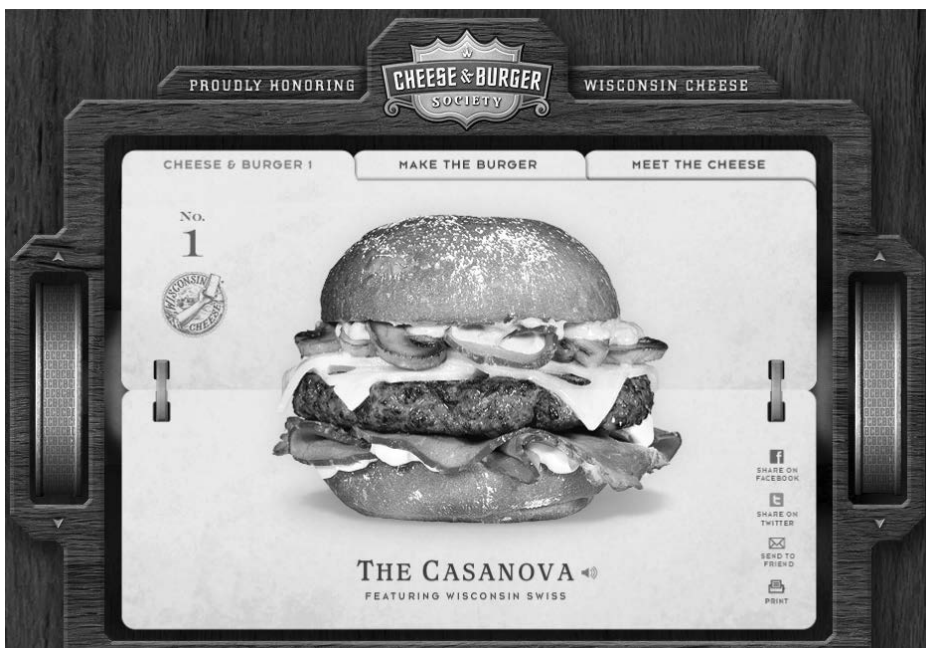 PROUDLY HONORING
CHEESE & BURGER
SOCIETY
WISCONSIN CHEESE
CHEESE & BURGER 1
MAKE THE BURGER
MEET THE CHEESE
No.
1
WISCONSIN
CHEESE
SHARE ON
FACEBOOK
SHARE ON
TWITTER
SEND TO
FRIEND
PRINT
THE CASANOVA
FEATURING WISCONSIN SWISS